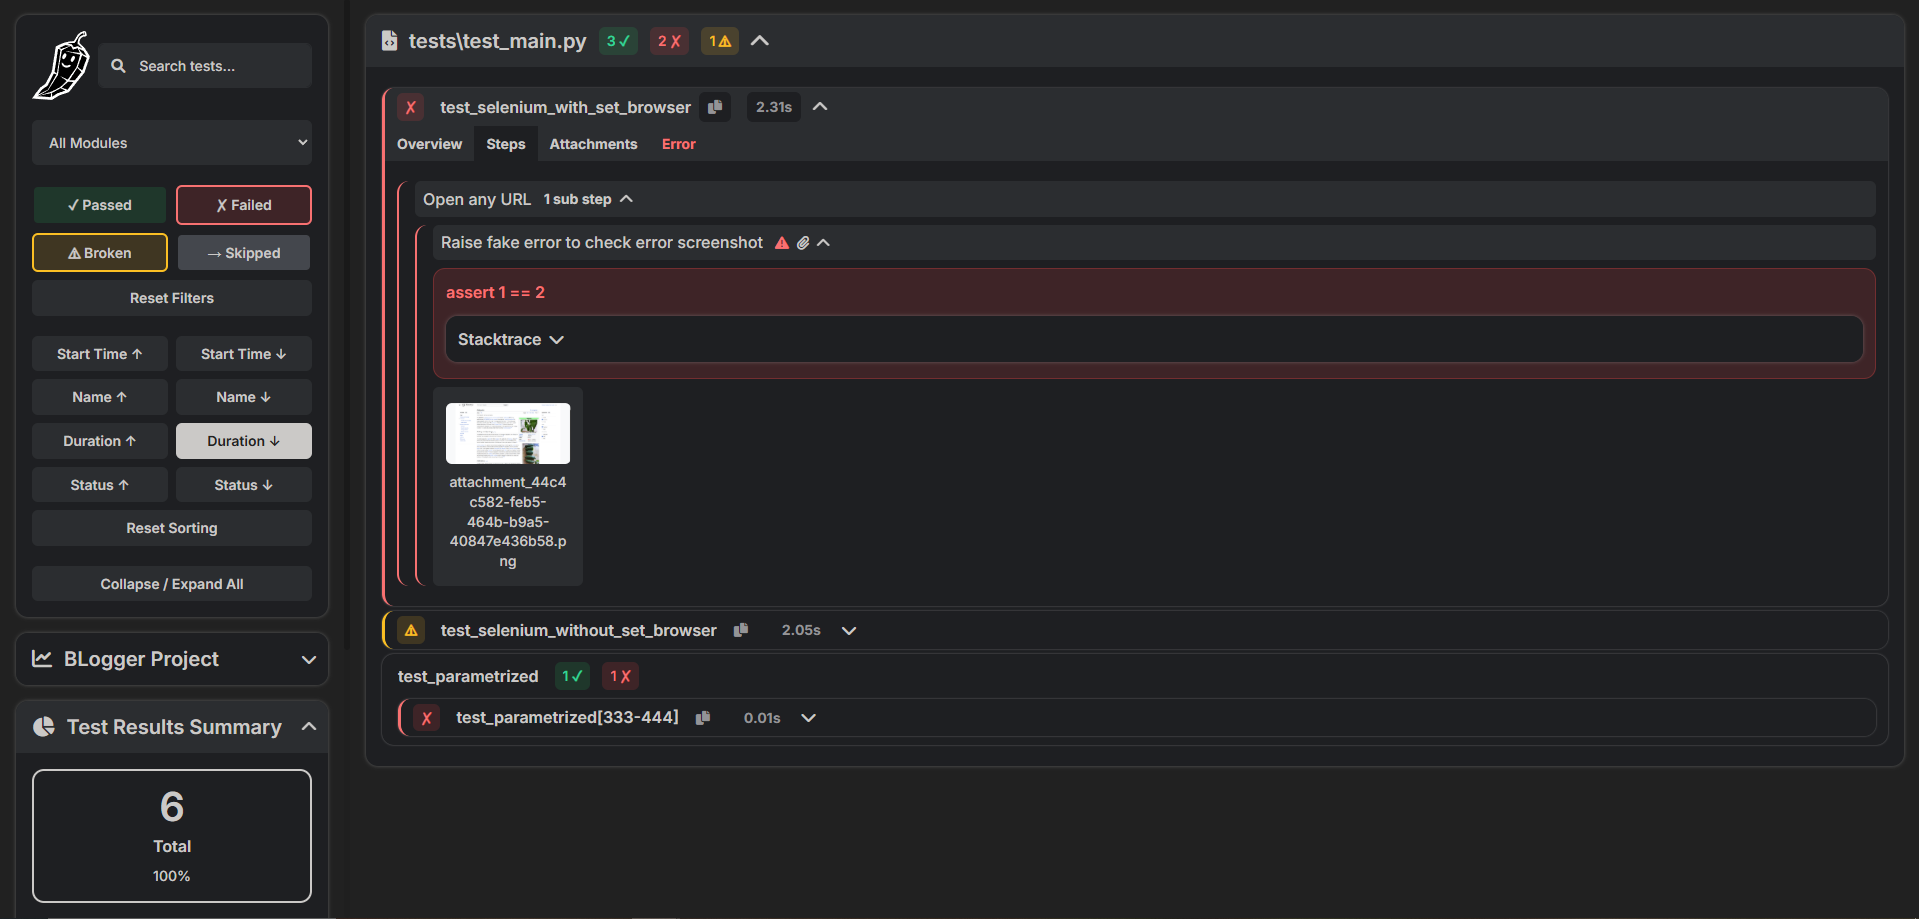 Search tests...
All Modules
✓ Passed
✗ Failed
⚠ Broken
→ Skipped
Reset Filters
Start Time ↑
Start Time ↓
Name ↑
Name ↓
Duration ↑
Duration ↓
Status ↑
Status ↓
Reset Sorting
Collapse / Expand All
BLogger Project
Test Results Summary
6
Total
100%
tests\test_main.py 3 ✓ 2 ✗ 1 ⚠
✗ test_selenium_with_set_browser 2.31s
Overview Steps Attachments Error
Open any URL 1 sub step
Raise fake error to check error screenshot
assert 1 == 2
Stacktrace
attachment_44c4
c582-feb5-
464b-b9a5-
40847e436b58.p
ng
⚠ test_selenium_without_set_browser 2.05s
test_parametrized 1 ✓ 1 ✗
✗ test_parametrized[333-444] 0.01s